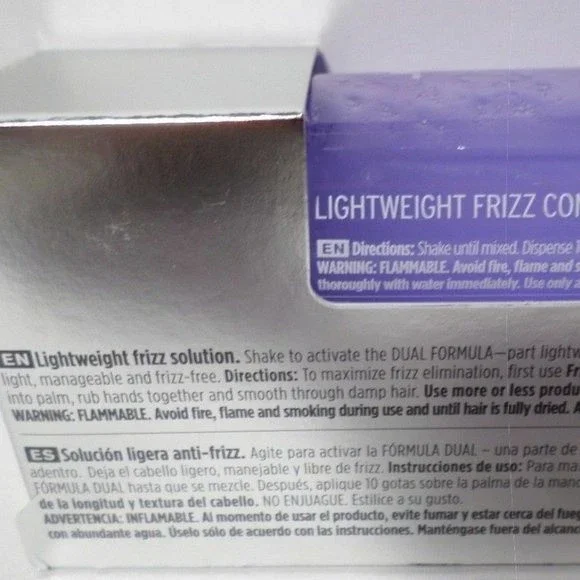 LIGHTWEIGHT FRIZZ CO
EN Directions: Shake until mixed. Dispense
WARNING: FLAMMABLE. Avoid fire, flame and s
thoroughly with water immediately. Use only a
EN Lightweight frizz solution. Shake to activate the DUAL FORMULA—part lightw
light, manageable and frizz-free. Directions: To maximize frizz elimination, first use Fr
into palm, rub hands together and smooth through damp hair. Use more or less produ
WARNING: FLAMMABLE. Avoid fire, flame and smoking during use and until hair is fully dried. A
ES Solución ligera anti-frizz. Agite para activar la FÓRMULA DUAL – una parte de
adentro. Deja el cabello ligero, manejable y libre de frizz. Instrucciones de uso: Para ma
FÓRMULA DUAL hasta que se mezcle. Después, aplique 10 gotas sobre la palma de la mano
de la longitud y textura del cabello. NO ENJUAGUE. Estilice a su gusto.
ADVERTENCIA: INFLAMABLE. Al momento de usar el producto, evite fumar y estar cerca del fueg
con abundante agua. Úselo sólo de acuerdo con las instrucciones. Manténgase fuera del alcanc